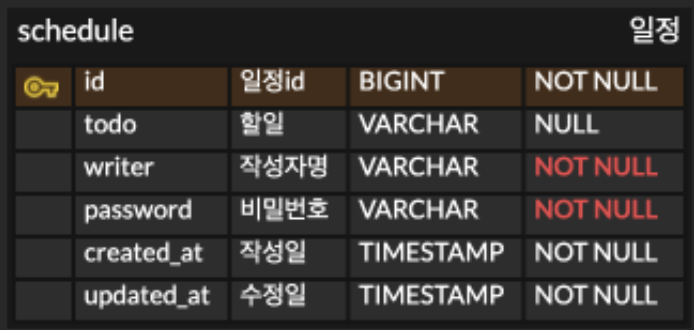 schedule 일정
id 일정id BIGINT NOT NULL
todo 할일 VARCHAR NULL
writer 작성자명 VARCHAR NOT NULL
password 비밀번호 VARCHAR NOT NULL
created_at 작성일 TIMESTAMP NOT NULL
updated_at 수정일 TIMESTAMP NOT NULL